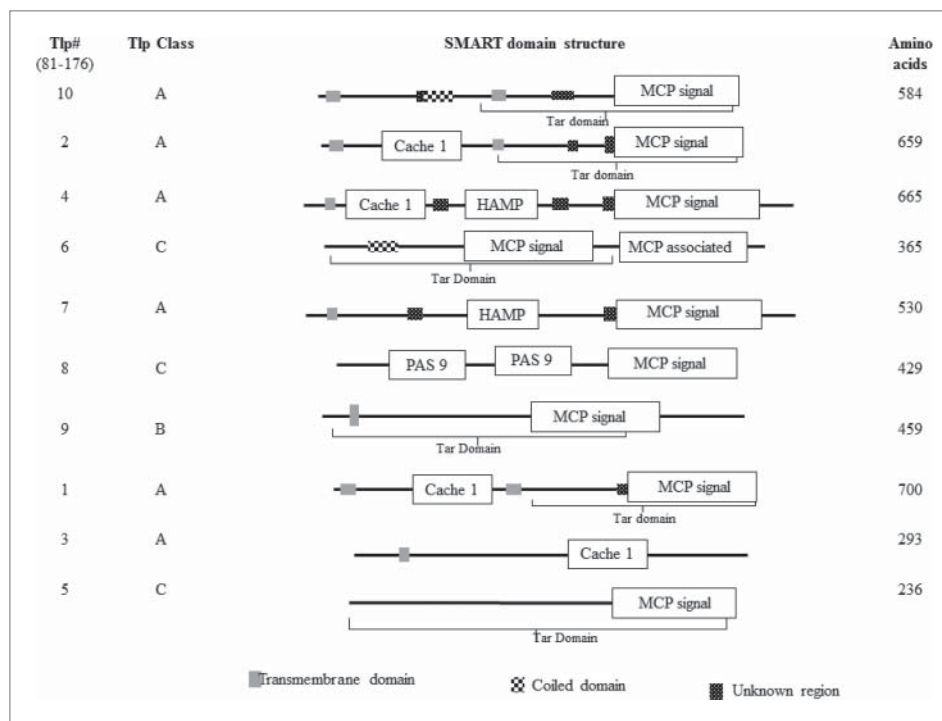 Tlp# Tlp Class SMART domain structure Amino
(81-176) acids
10 A MCP signal 584
Tar domain
2 A Cache 1 MCP signal 659
Tar domain
4 A Cache 1 HAMP MCP signal 665
6 C MCP signal MCP associated 365
Tar Domain
7 A HAMP MCP signal 530
8 C PAS 9 PAS 9 MCP signal 429
9 B MCP signal 459
Tar Domain
1 A Cache 1 MCP signal 700
Tar domain
3 A Cache 1 293
5 C MCP signal 236
Tar Domain
Transmembrane domain Coiled domain Unknown region